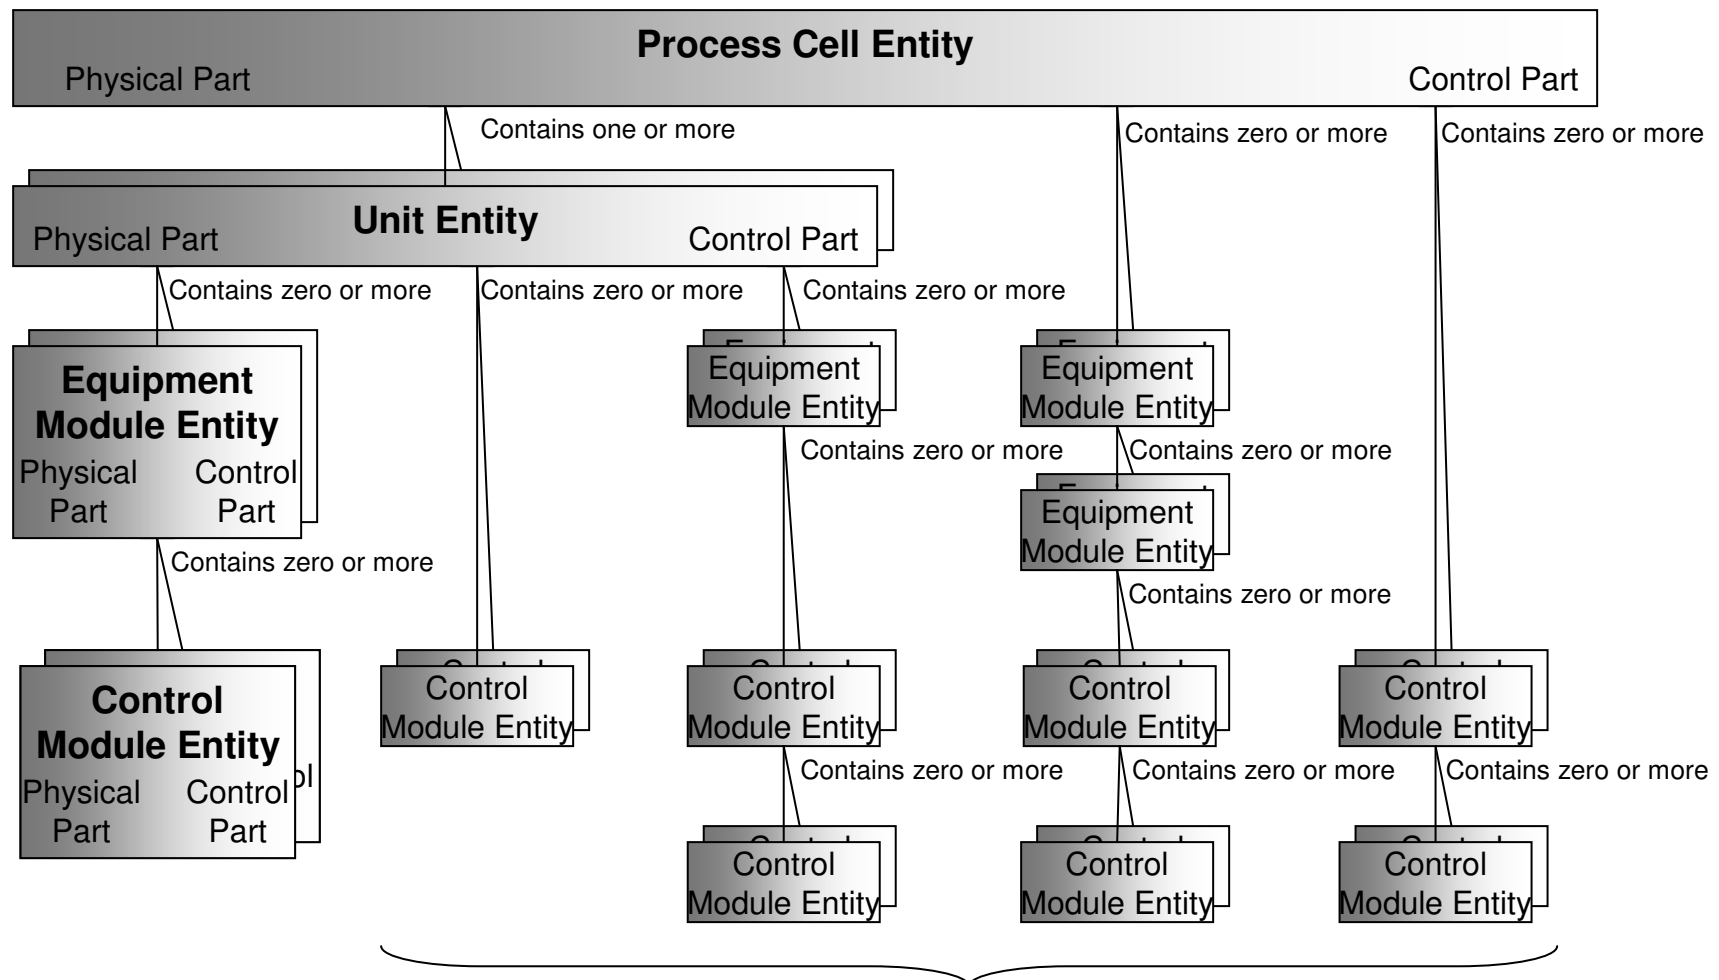 Process Cell Entity
Physical Part
Control Part
Contains one or more
Contains zero or more
Contains zero or more
Unit Entity
Physical Part
Control Part
Contains zero or more
Contains zero or more
Contains zero or more
Equipment
Module Entity
Physical
Part
Control
Part
Equipment
Module Entity
Equipment
Module Entity
Contains zero or more
Contains zero or more
Equipment
Module Entity
Contains zero or more
Contains zero or more
Control
Module Entity
Physical
Part
Control
Part
Control
Module Entity
Control
Module Entity
Control
Module Entity
Control
Module Entity
Contains zero or more
Contains zero or more
Contains zero or more
Control
Module Entity
Control
Module Entity
Control
Module Entity